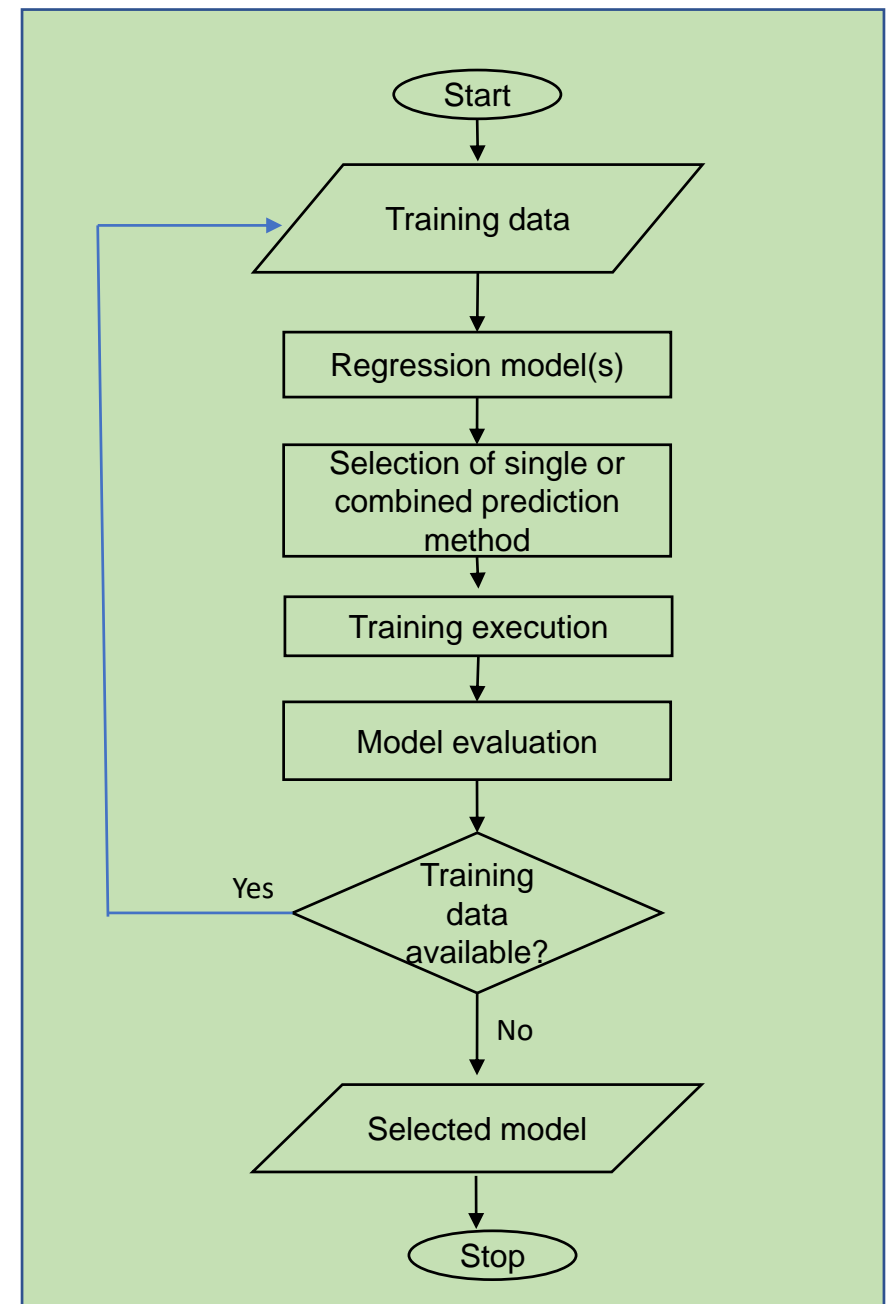 Start
Training data
Regression model(s)
Selection of single or
combined prediction
method
Training execution
Model evaluation
Training
data
available?
Yes
No
Selected model
Stop